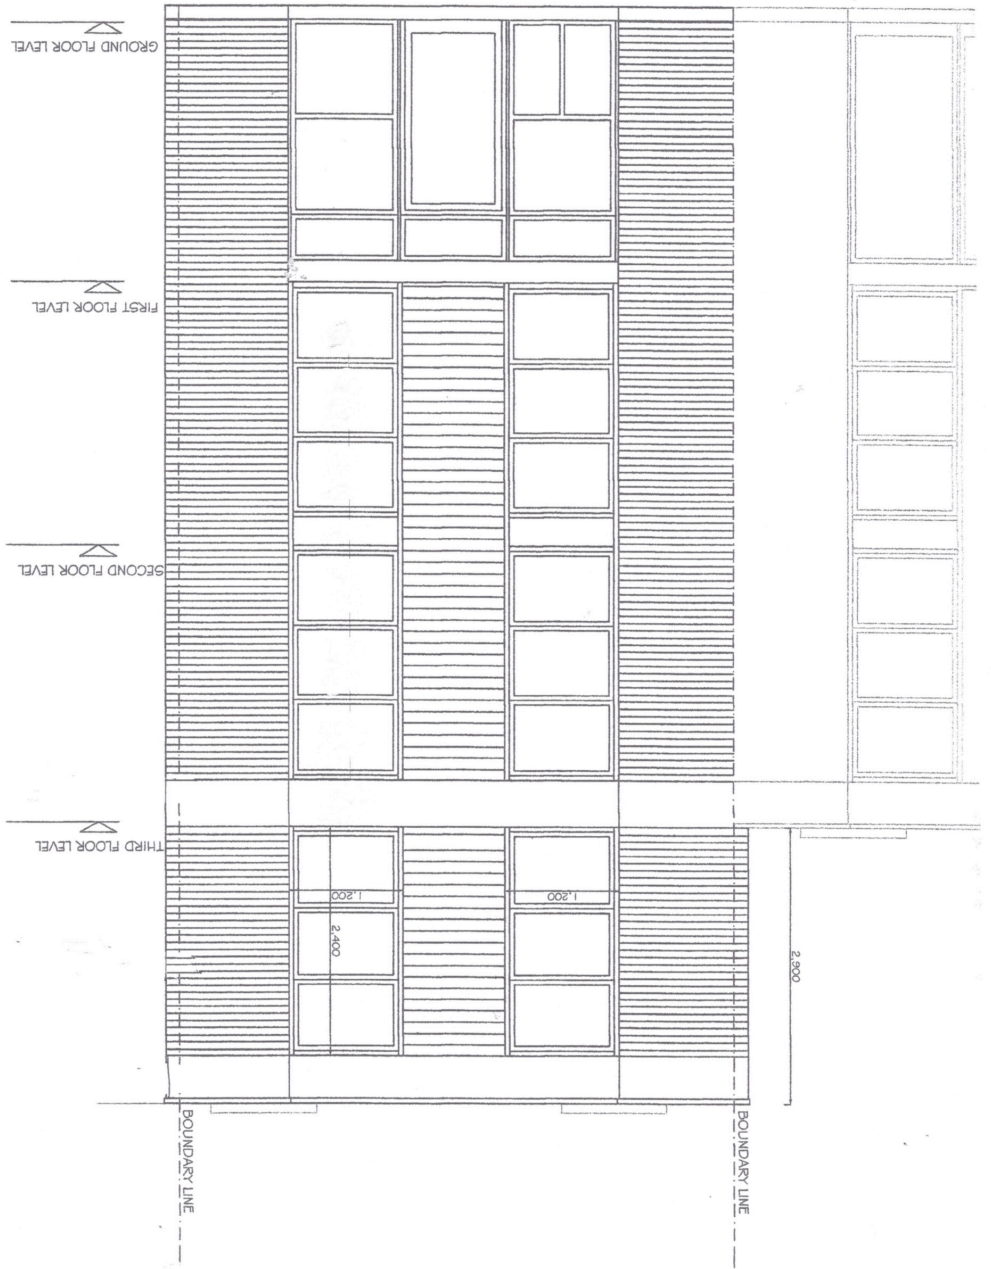 GROUND FLOOR LEVEL
FIRST FLOOR LEVEL
SECOND FLOOR LEVEL
THIRD FLOOR LEVEL
1,200
1,200
2,400
2,900
BOUNDARY LINE
BOUNDARY LINE